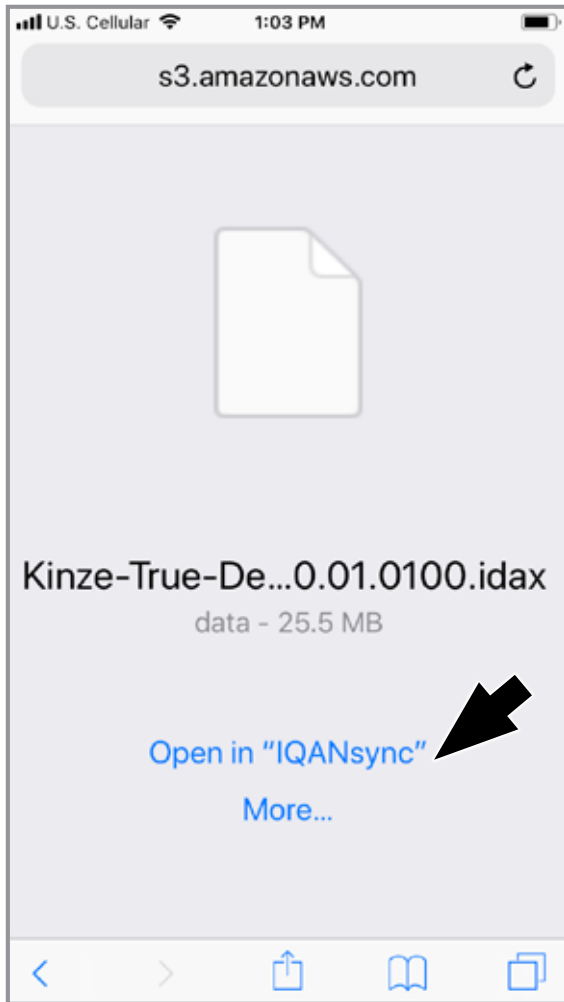 U.S. Cellular 1:03 PM
s3.amazonaws.com
Kinze-True-De...0.01.0100.idax
data - 25.5 MB
Open in “IQANsync”
More...